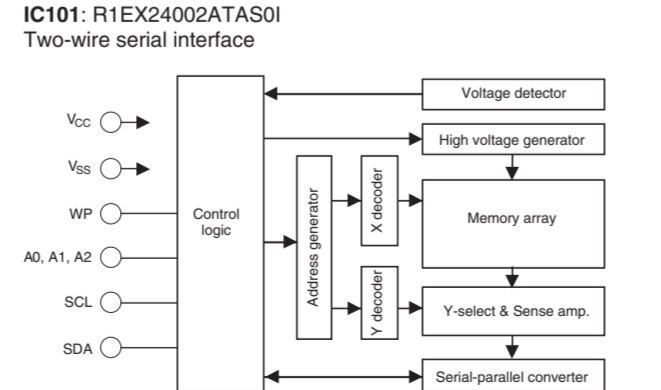 IC101: R1EX24002ATAS0I
Two-wire serial interface
Voltage detector
VCC
High voltage generator
VSS
Control
logic
Address generator
X decoder
Memory array
WP
A0, A1, A2
SCL
Y decoder
Y-select & Sense amp.
SDA
Serial-parallel converter